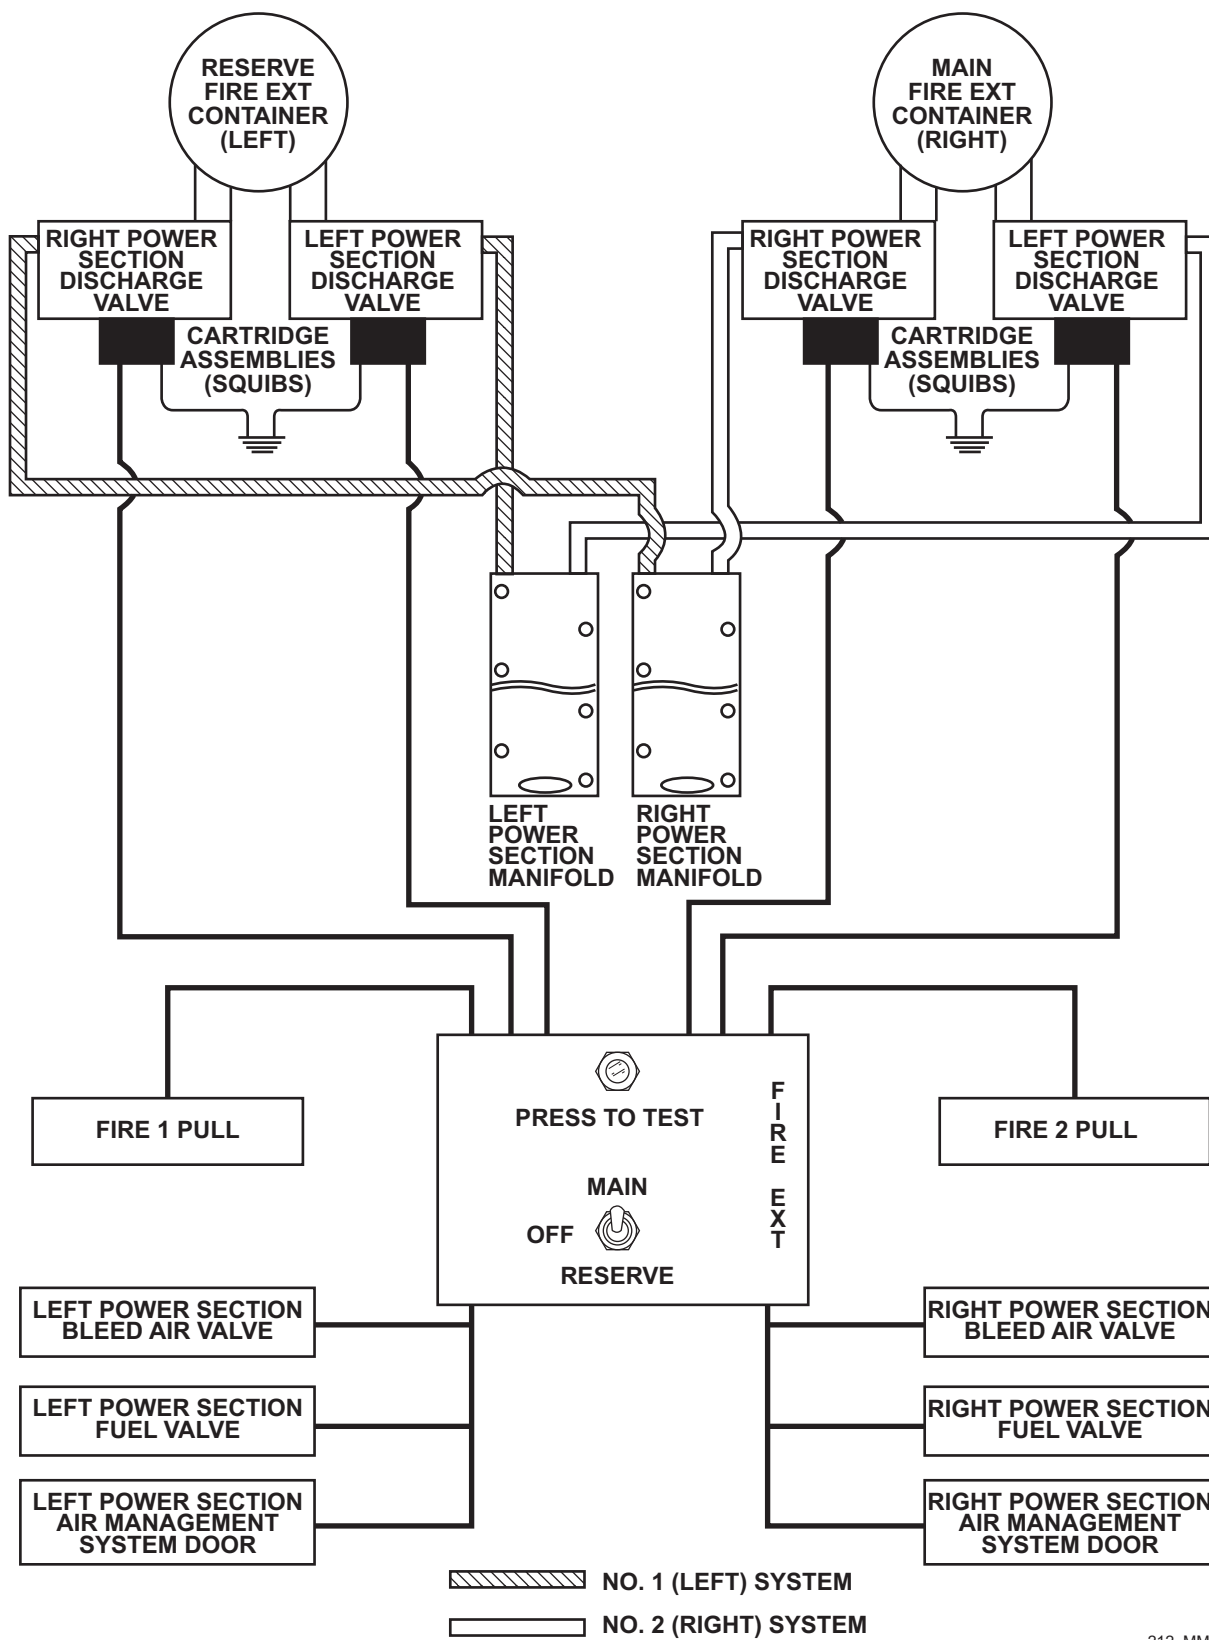 RESERVE
FIRE EXT
CONTAINER
(LEFT)
MAIN
FIRE EXT
CONTAINER
(RIGHT)
RIGHT POWER
SECTION
DISCHARGE
VALVE
LEFT POWER
SECTION
DISCHARGE
VALVE
RIGHT POWER
SECTION
DISCHARGE
VALVE
LEFT POWER
SECTION
DISCHARGE
VALVE
CARTRIDGE
ASSEMBLIES
(SQUIBS)
CARTRIDGE
ASSEMBLIES
(SQUIBS)
LEFT
POWER
SECTION
MANIFOLD
RIGHT
POWER
SECTION
MANIFOLD
FIRE 1 PULL
PRESS TO TEST
MAIN
OFF
RESERVE
FIRE EXT
FIRE 2 PULL
LEFT POWER SECTION
BLEED AIR VALVE
LEFT POWER SECTION
FUEL VALVE
LEFT POWER SECTION
AIR MANAGEMENT
SYSTEM DOOR
RIGHT POWER SECTION
BLEED AIR VALVE
RIGHT POWER SECTION
FUEL VALVE
RIGHT POWER SECTION
AIR MANAGEMENT
SYSTEM DOOR
NO. 1 (LEFT) SYSTEM
NO. 2 (RIGHT) SYSTEM